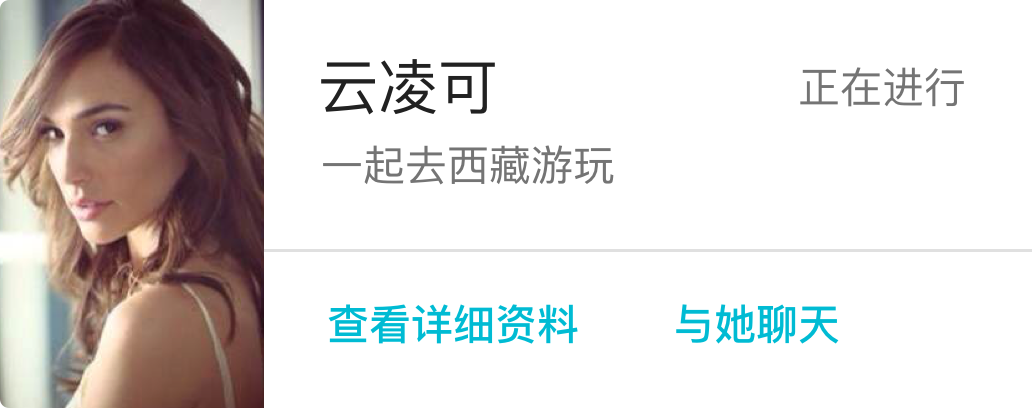 云凌可
正在进行
一起去西藏游玩
查看详细资料
与她聊天